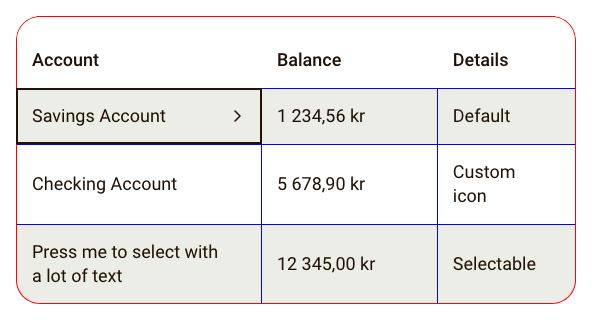 Account Balance Details
Savings Account 1 234,56 kr Default
Checking Account 5 678,90 kr Custom
icon
Press me to select with
a lot of text 12 345,00 kr Selectable